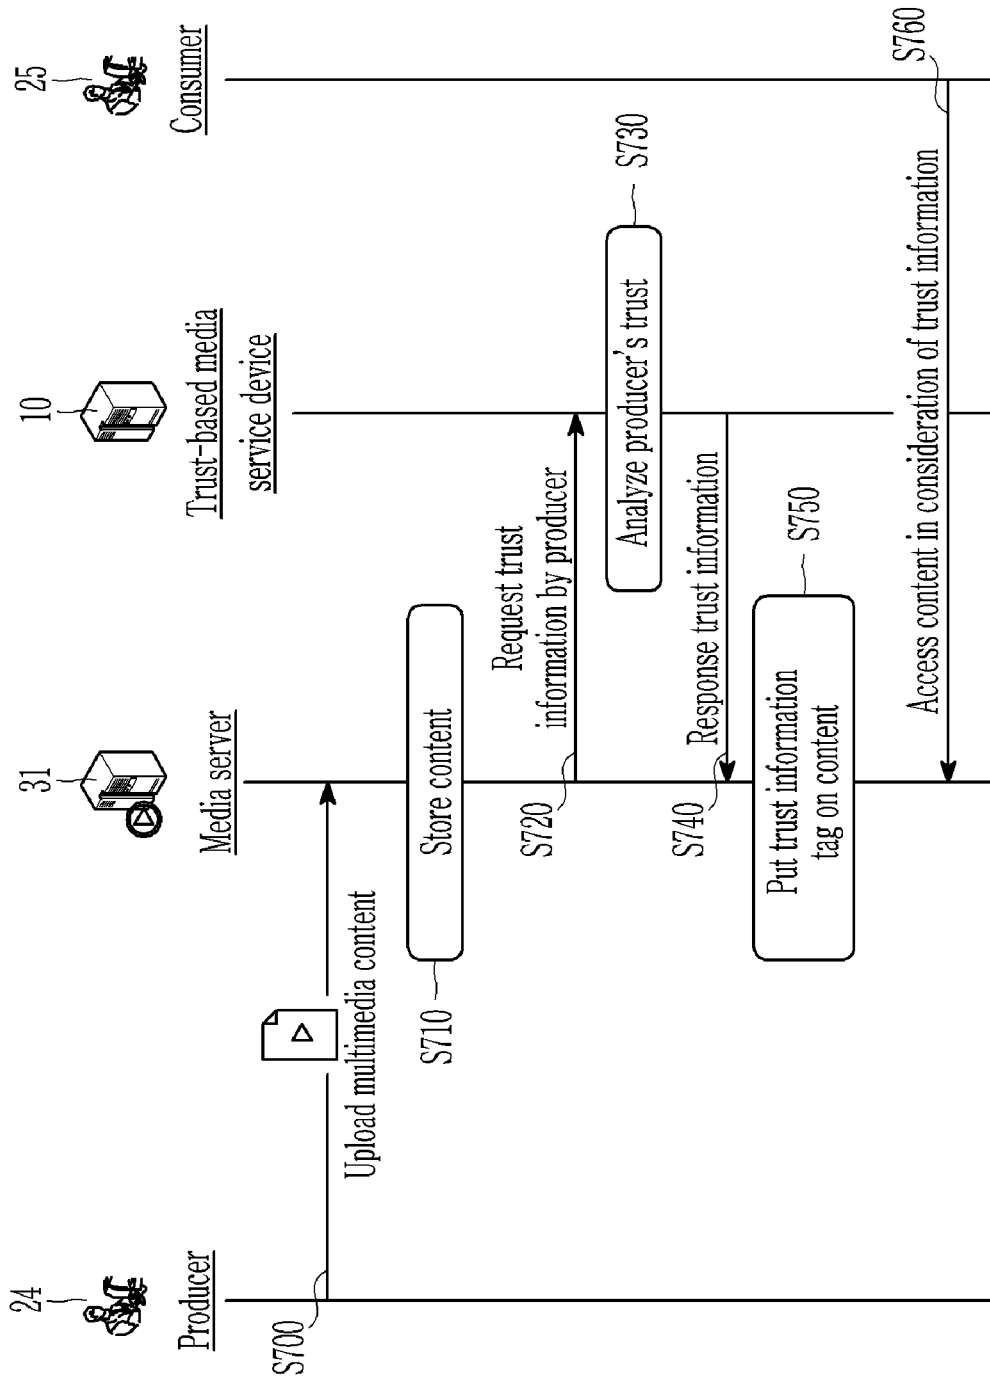 24
Producer
31
Media server
10
Trust-based media
service device
25
Consumer
S700
Upload multimedia content
S710
Store content
Request trust
information by producer
S720
Analyze producer's trust
S730
Response trust information
S740
Put trust information
tag on content
S750
Access content in consideration of trust information
S760